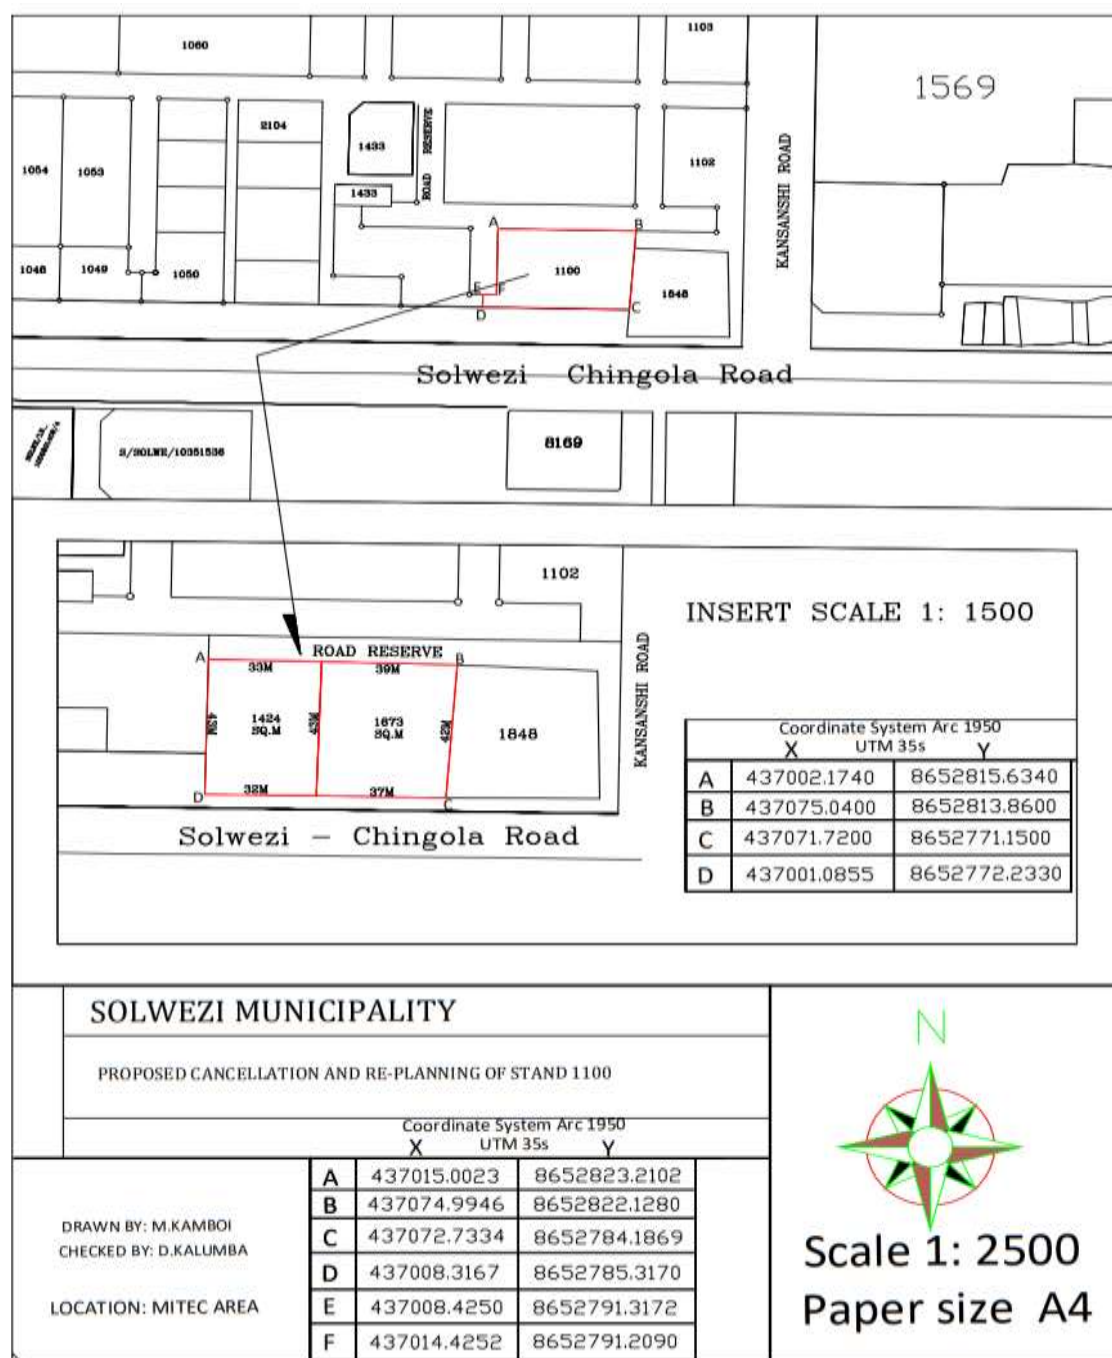 1060
1103
1569
2104
1433
ROAD RESERVE
1054
1053
1102
KANSANSHI ROAD
1433
A
B
1048
1049
1050
1100
1848
E
F
D
C
Solwezi Chingola Road
S/SOLWE/10351536
8169
1102
INSERT SCALE 1: 1500
KANSANSHI ROAD
ROAD RESERVE
A
33M
39M
B
43M
1424
SQ.M
43M
1673
SQ.M
42M
1848
D
32M
37M
C
Solwezi – Chingola Road
Coordinate System Arc 1950
X UTM 35s Y
A 437002.1740 8652815.6340
B 437075.0400 8652813.8600
C 437071.7200 8652771.1500
D 437001.0855 8652772.2330
SOLWEZI MUNICIPALITY
PROPOSED CANCELLATION AND RE-PLANNING OF STAND 1100
Coordinate System Arc 1950
X UTM 35s Y
A 437015.0023 8652823.2102
B 437074.9946 8652822.1280
C 437072.7334 8652784.1869
D 437008.3167 8652785.3170
E 437008.4250 8652791.3172
F 437014.4252 8652791.2090
DRAWN BY: M.KAMBOI
CHECKED BY: D.KALUMBA
LOCATION: MITEC AREA
N
Scale 1: 2500
Paper size A4